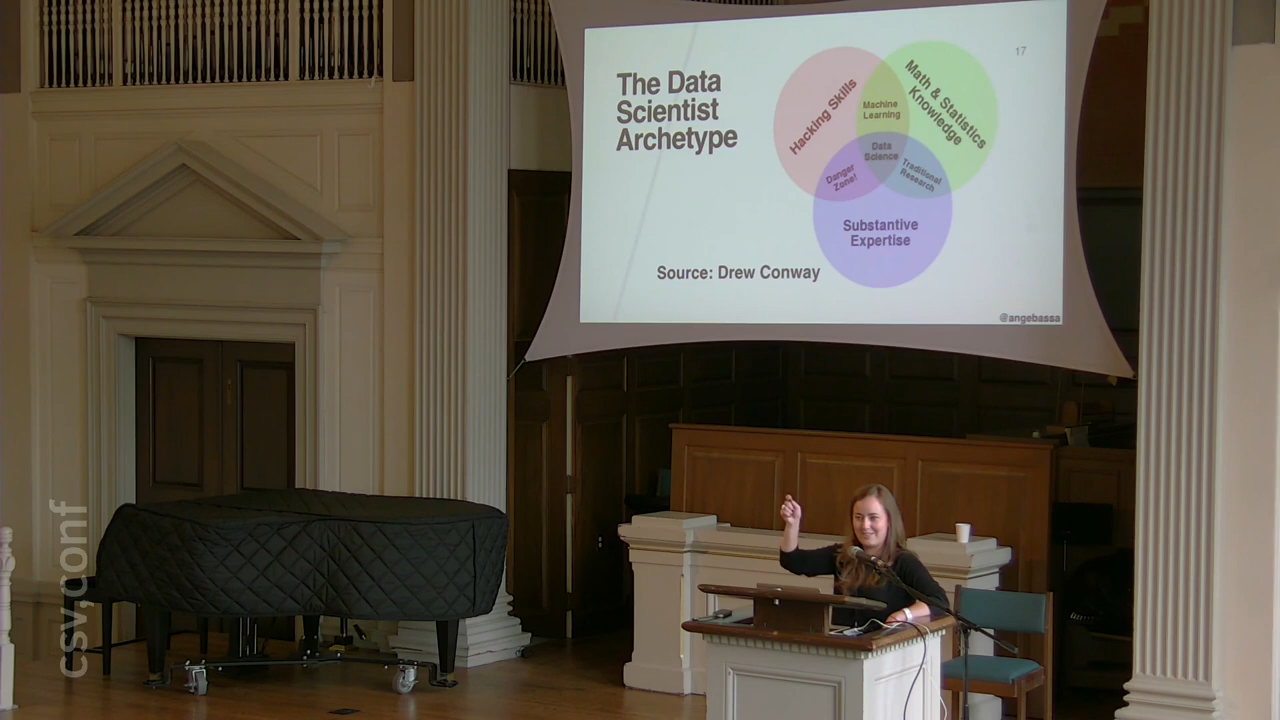 The Data
Scientist
Archetype
17
Hacking Skills
Machine
Learning
Math & Statistics
Knowledge
Data
Science
Danger
Zone!
Traditional
Research
Substantive
Expertise
Source: Drew Conway
@angebassa
csv,conf